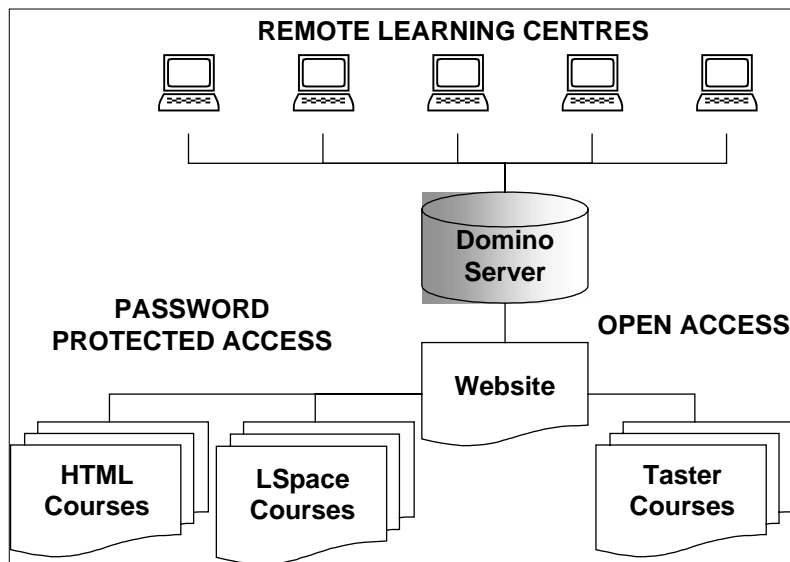 REMOTE LEARNING CENTRES
Domino
Server
PASSWORD
PROTECTED ACCESS
OPEN ACCESS
Website
HTML
Courses
LSpace
Courses
Taster
Courses